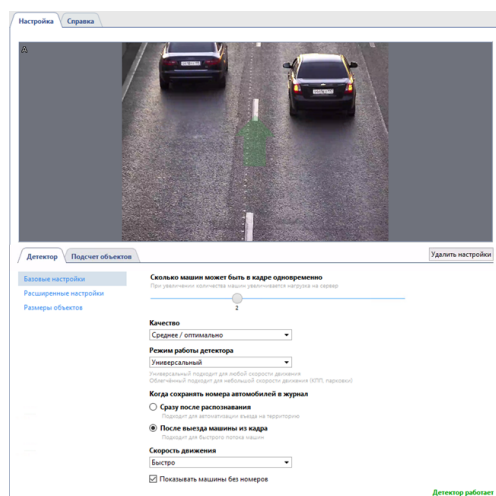 Настройка
Справка
Детектор
Подсчет объектов
Удалить настройки
Базовые настройки
Расширенные настройки
Размеры объектов
Сколько машин может быть в кадре одновременно
При увеличении количества машин увеличивается нагрузка на сервер
2
Качество
Среднее / оптимально
Режим работы детектора
Универсальный
Универсальный подходит для любой скорости движения
Облегчённый подходит для небольшой скорости движения (КПП, парковки)
Когда сохранять номера автомобилей в журнал
Сразу после распознавания
Подходит для автоматизации въезда на территорию
После выезда машины из кадра
Подходит для быстрого потока машин
Скорость движения
Быстро
Показывать машины без номеров
Детектор работает